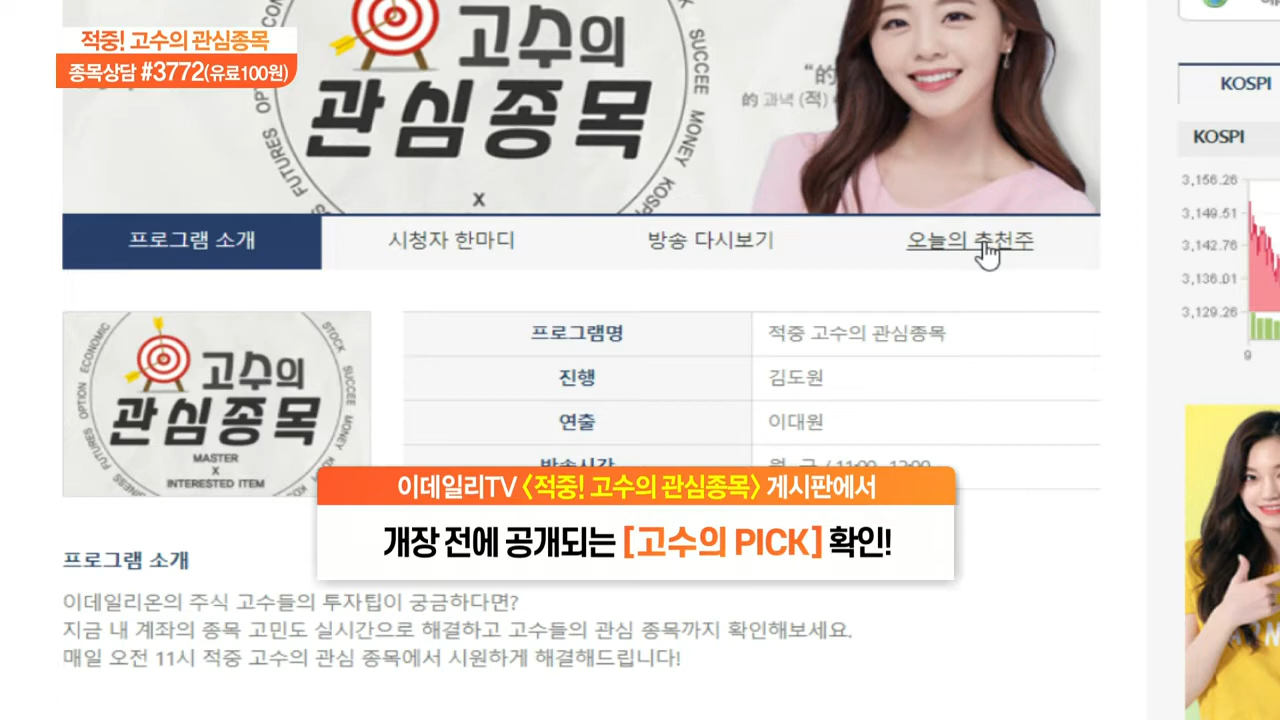 적중! 고수의 관심종목
종목상담 #3772(유료100원)
고수의
관심종목
X
FUTURES
SUCCEE MONEY KOSPI
"的
的 과녁 (적)
프로그램 소개
시청자 한마디
방송 다시보기
오늘의 추천주
KOSPI
KOSPI
3,156.26
3,149.51
3,142.76
3,136.01
3,129.26
9
고수의
관심종목
MASTER
X
INTERESTED ITEM
FUTURES OPTION ECONOMIC
STOCK SUCCEE MONEY
프로그램명
적중 고수의 관심종목
진행
김도원
연출
이대원
방송시간
월 - 금 / 11:00 - 12:00
이데일리TV <적중! 고수의 관심종목> 게시판에서
개장 전에 공개되는 [고수의 PICK] 확인!
프로그램 소개
이데일리온의 주식 고수들의 투자팁이 궁금하다면?
지금 내 계좌의 종목 고민도 실시간으로 해결하고 고수들의 관심 종목까지 확인해보세요.
매일 오전 11시 적중 고수의 관심 종목에서 시원하게 해결해드립니다!